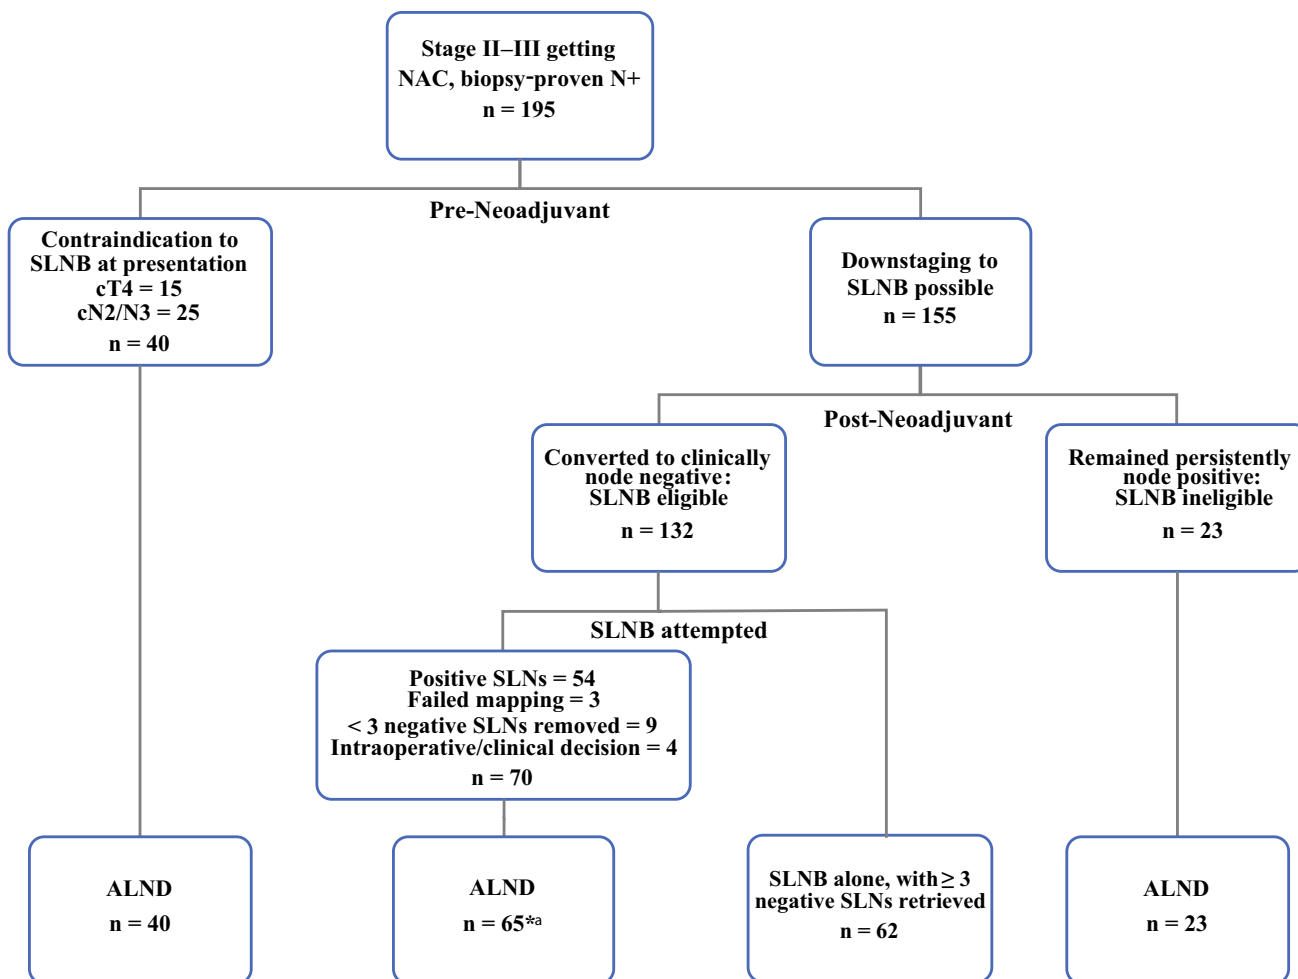 Stage II–III getting
NAC, biopsy-proven N+
n = 195
Pre-Neoadjuvant
Contraindication to
SLNB at presentation
cT4 = 15
cN2/N3 = 25
n = 40
Downstaging to
SLNB possible
n = 155
Post-Neoadjuvant
Converted to clinically
node negative:
SLNB eligible
n = 132
Remained persistently
node positive:
SLNB ineligible
n = 23
SLNB attempted
Positive SLNs = 54
Failed mapping = 3
< 3 negative SLNs removed = 9
Intraoperative/clinical decision = 4
n = 70
ALND
n = 40
ALND
n = 65*a
SLNB alone, with ≥ 3
negative SLNs retrieved
n = 62
ALND
n = 23